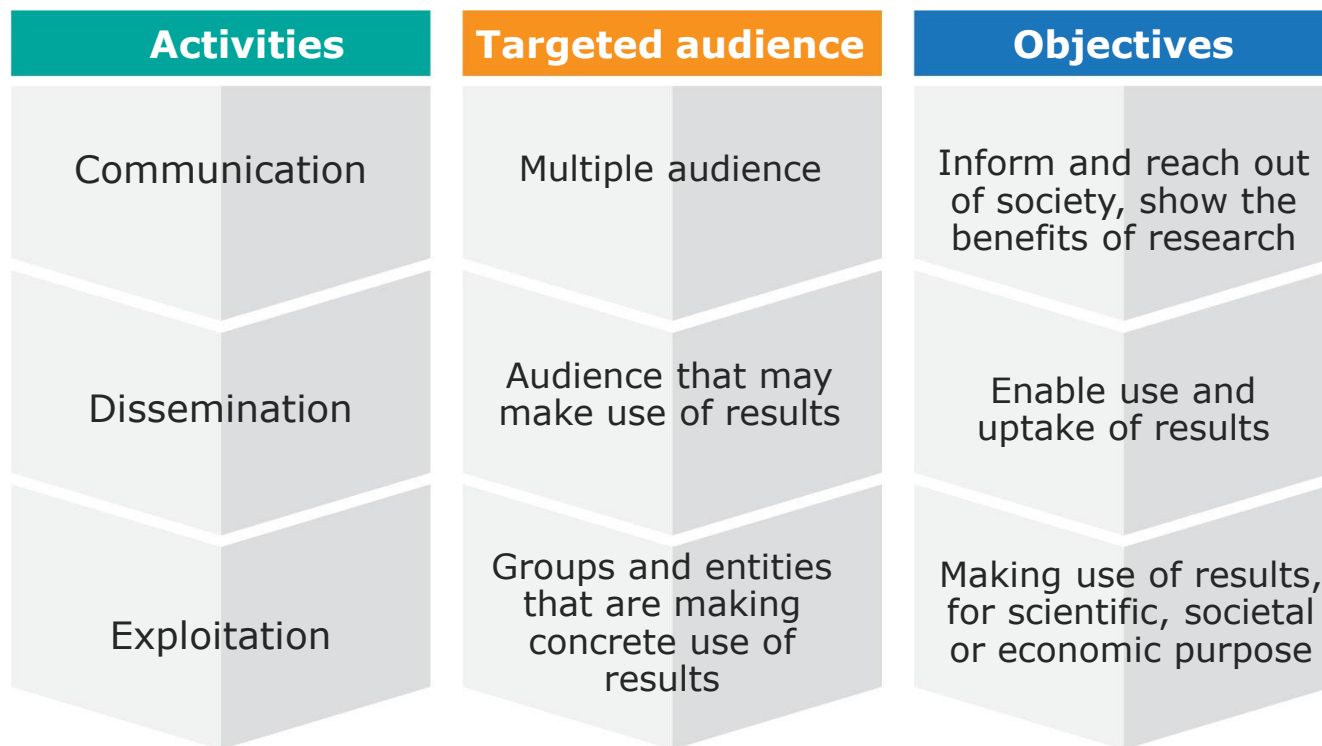 Activities
Targeted audience
Objectives
Communication
Multiple audience
Inform and reach out
of society, show the
benefits of research
Dissemination
Audience that may
make use of results
Enable use and
uptake of results
Exploitation
Groups and entities
that are making
concrete use of
results
Making use of results,
for scientific, societal
or economic purpose